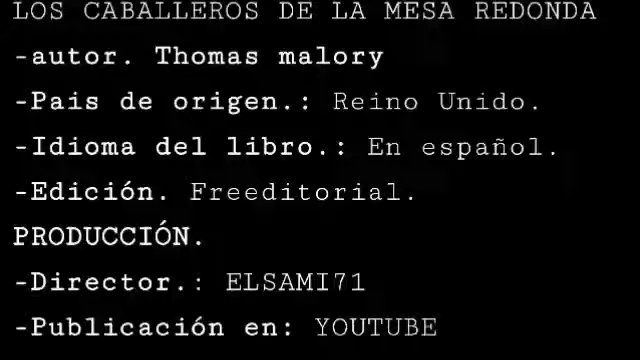 LOS CABALLEROS DE LA MESA REDONDA
-autor. Thomas malory
-Pais de origen.: Reino Unido.
-Idioma del libro.: En español.
-Edición. Freeditorial.
PRODUCCIÓN.
-Director.: ELSAMI71
-Publicación en: YOUTUBE